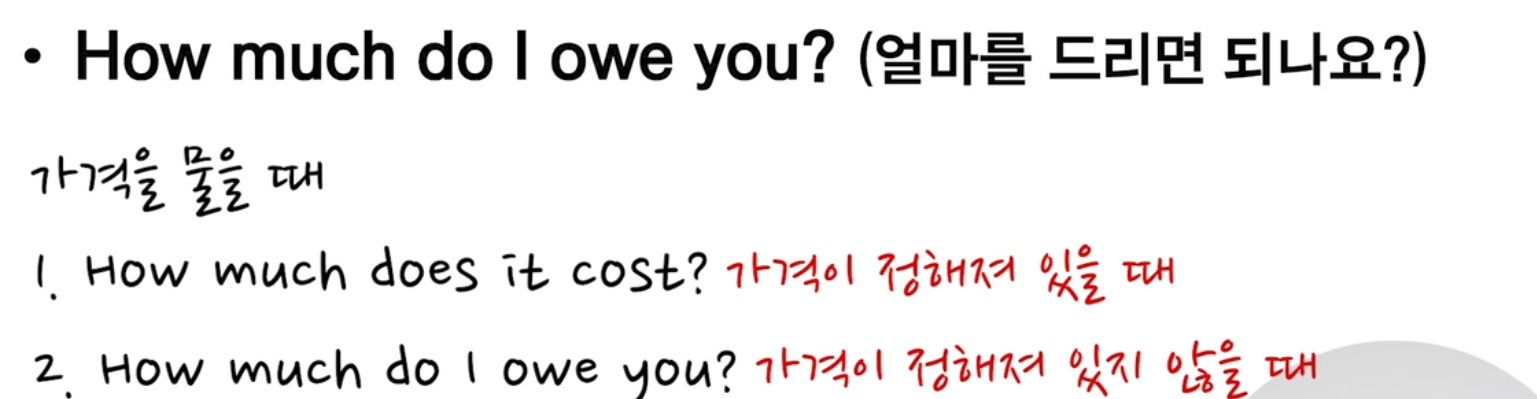 • How much do I owe you? (얼마를 드리면 되나요?)
가격을 물을 때
1. How much does it cost? 가격이 정해져 있을 때
2. How much do I owe you? 가격이 정해져 있지 않을 때